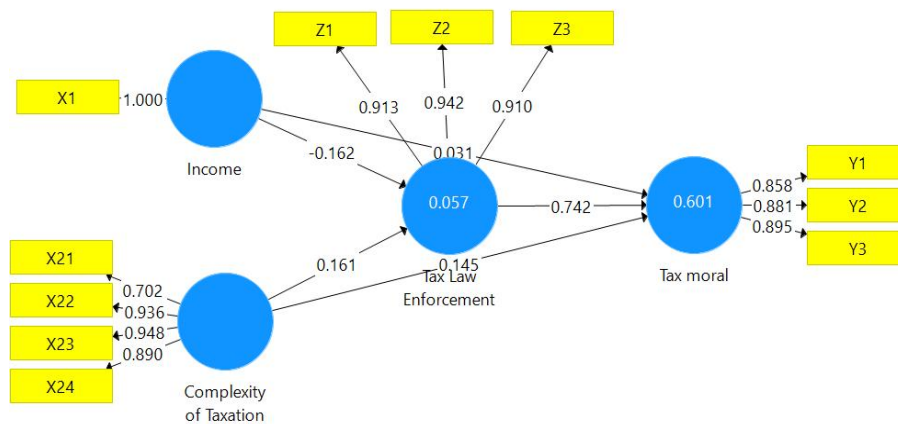 Z1
Z2
Z3
X1
1.000
0.913
0.942
0.910
Income
-0.162
0.031
Y1
0.858
0.057
0.742
0.601
0.881
Y2
0.895
Y3
X21
0.702
0.161
0.145
Tax Law
Enforcement
Tax moral
X22
0.936
X23
0.948
0.890
X24
Complexity
of Taxation